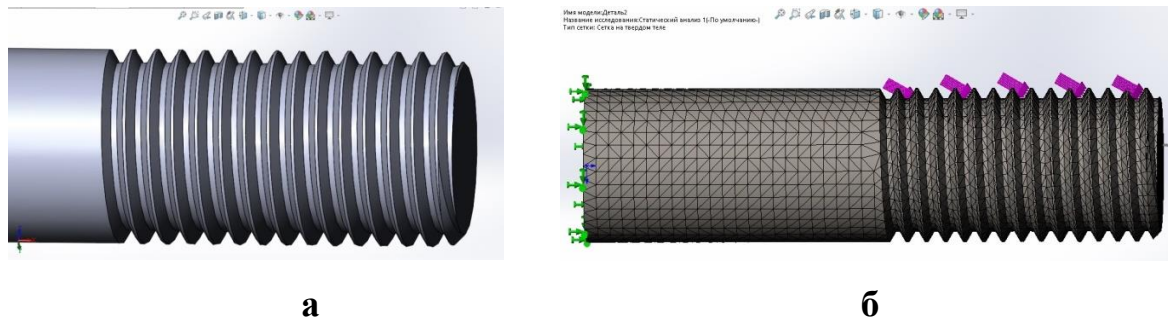 Имя модели:Деталь2
Название исследования:Статический анализ 1(-По умолчанию-)
Тип сетки: Сетка на твердом теле
а
б